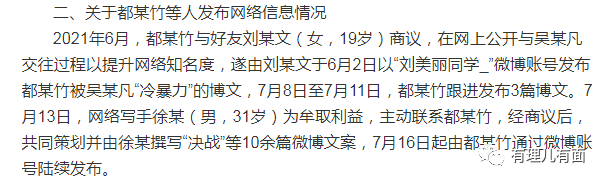 二、关于都某竹等人发布网络信息情况
2021年6月，都某竹与好友刘某文（女，19岁）商议，在网上公开与吴某凡
交往过程以提升网络知名度，遂由刘某文于6月2日以“刘美丽同学_”微博账号发布
都某竹被吴某凡“冷暴力”的博文，7月8日至7月11日，都某竹跟进发布3篇博文。7
月13日，网络写手徐某（男，31岁）为牟取利益，主动联系都某竹，经商议后，
共同策划并由徐某撰写“决战”等10余篇微博文案，7月16日起由都某竹通过微博账
号陆续发布。
有理儿有面